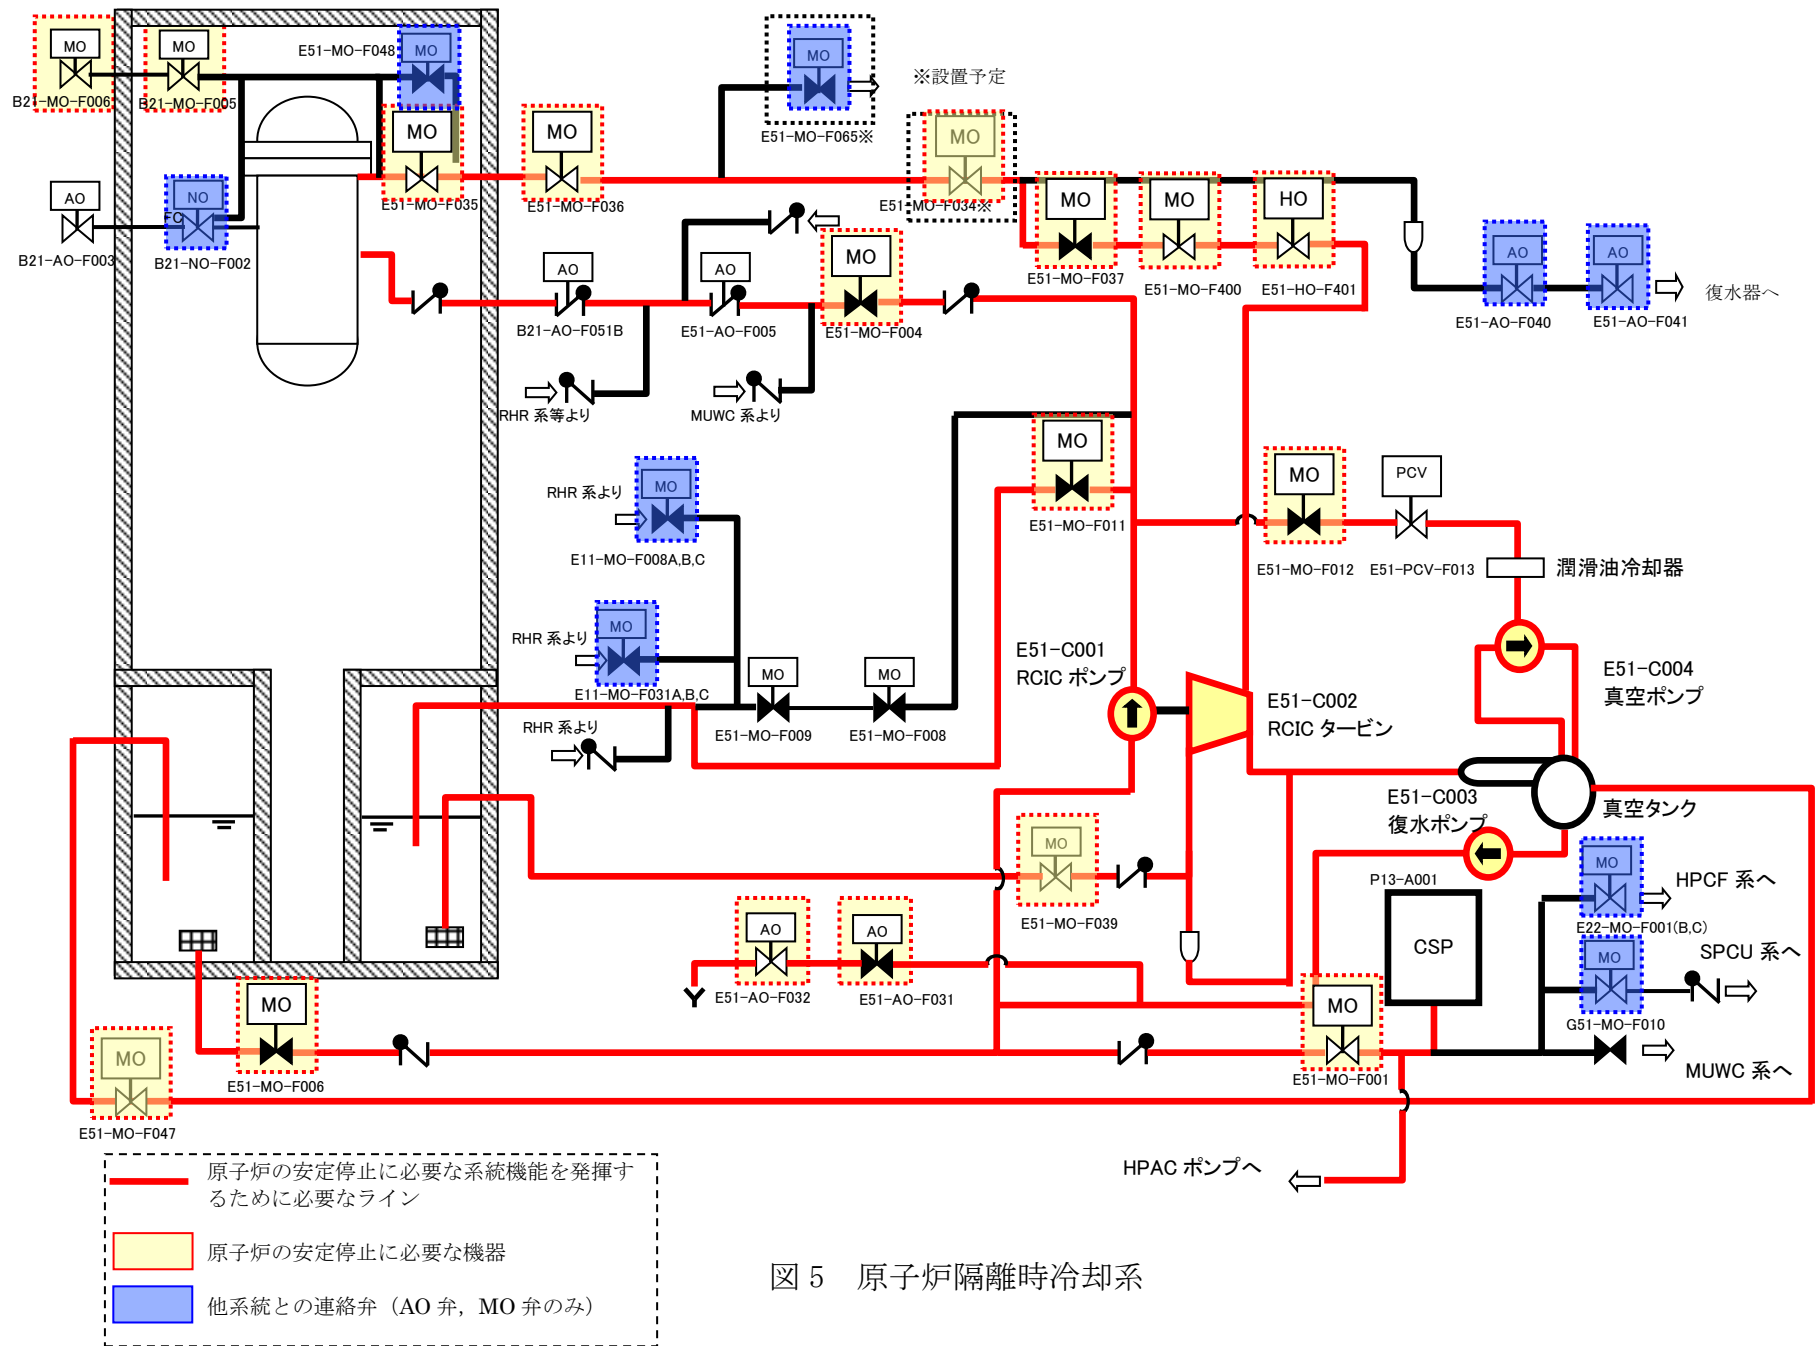 MO
B21-MO-F006
MO
B21-MO-F005
E51-MO-F048
MO
MO
E51-MO-F035
MO
E51-MO-F036
MO
E51-MO-F065※
※設置予定
MO
E51-MO-F034※
MO
E51-MO-F037
MO
E51-MO-F400
HO
E51-HO-F401
AO
B21-AO-F003
NO
FC
B21-NO-F002
AO
B21-AO-F051B
AO
E51-AO-F005
MO
E51-MO-F004
AO
E51-AO-F040
AO
E51-AO-F041
復水器へ
RHR 系等より
MUWC 系より
RHR 系より
MO
E11-MO-F008A,B,C
MO
E51-MO-F011
MO
E51-MO-F012
PCV
E51-PCV-F013
潤滑油冷却器
RHR 系より
MO
E11-MO-F031A,B,C
RHR 系より
MO
E51-MO-F009
MO
E51-MO-F008
E51-C001
RCIC ポンプ
E51-C002
RCIC タービン
E51-C004
真空ポンプ
E51-C003
復水ポンプ
真空タンク
MO
E51-MO-F039
AO
E51-AO-F032
AO
E51-AO-F031
P13-A001
CSP
MO
HPCF 系へ
E22-MO-F001(B,C)
MO
SPCU 系へ
G51-MO-F010
MUWC 系へ
MO
E51-MO-F001
MO
E51-MO-F006
MO
E51-MO-F047
HPAC ポンプへ
原子炉の安定停止に必要な系統機能を発揮す
るために必要なライン
原子炉の安定停止に必要な機器
他系統との連絡弁（AO 弁，MO 弁のみ）
図 5　原子炉隔離時冷却系